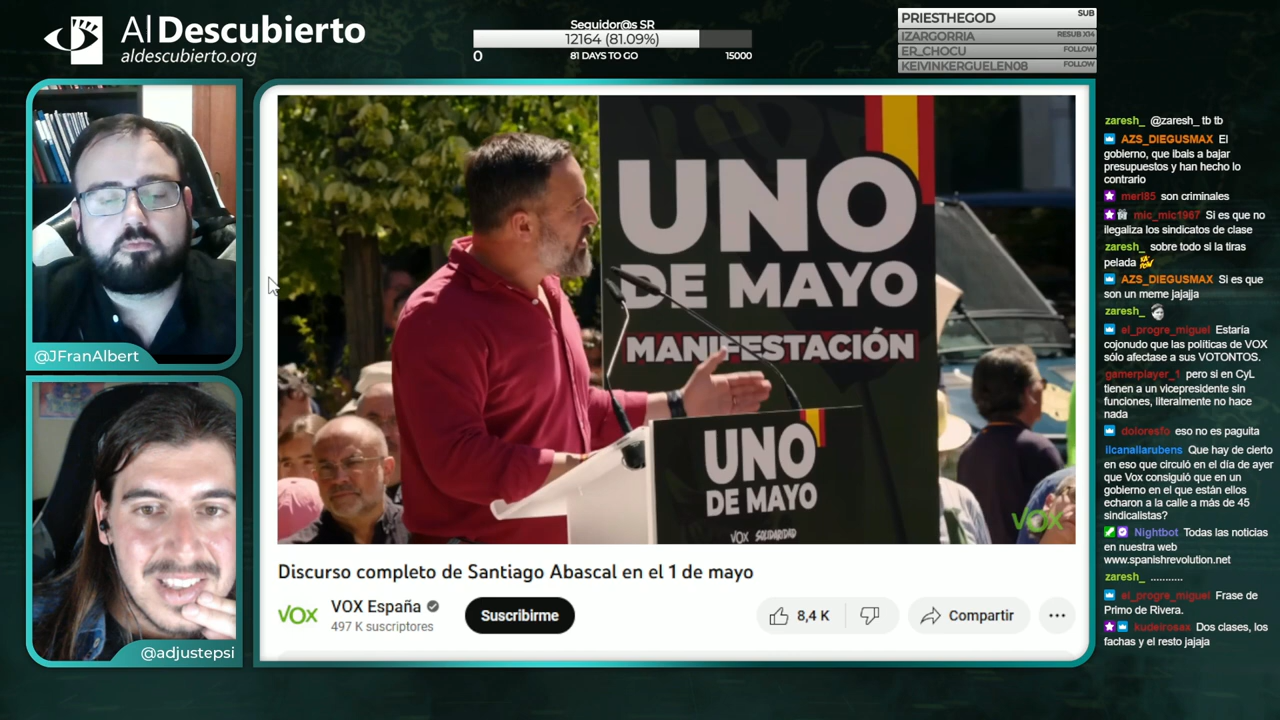 Al Descubierto
aldescubierto.org
Seguidor@s SR
12164 (81.09%)
0
81 DAYS TO GO
15000
PRIESTHEGOD SUB
IZARGORRIA RESUB X14
ER_CHOCU FOLLOW
KEIVINKERGUELEN08 FOLLOW
@JFranAlbert
@adjustepsi
UNO
DE MAYO
MANIFESTACIÓN
UNO
DE MAYO
VOX SOLIDARIDAD
VOX
Discurso completo de Santiago Abascal en el 1 de mayo
VOX
VOX España
497 K suscriptores
Suscribirme
8,4 K
Compartir
zaresh_ @zaresh_ tb tb
AZS_DIEGUSMAX El
gobierno, que ibais a bajar
presupuestos y han hecho lo
contrario
meri85 son criminales
mic_mic1967 Si es que no
ilegaliza los sindicatos de clase
zaresh_ sobre todo si la tiras
pelada
AZS_DIEGUSMAX Si es que
son un meme jajajja
zaresh_
el_progre_miguel Estaría
cojonudo que las políticas de VOX
sólo afectase a sus VOTONTOS.
gamerplayer_1 pero si en CyL
tienen a un vicepresidente sin
funciones, literalmente no hace
nada
doloresfo eso no es paguita
ilcanallarubens Que hay de cierto
en eso que circuló en el día de ayer
que Vox consiguió que en un
gobierno en el que están ellos
echaron a la calle a más de 45
sindicalistas?
Nightbot Todas las noticias
en nuestra web
www.spanishrevolution.net
zaresh_ ...........
el_progre_miguel Frase de
Primo de Rivera.
kudeirosax Dos clases, los
fachas y el resto jajaja